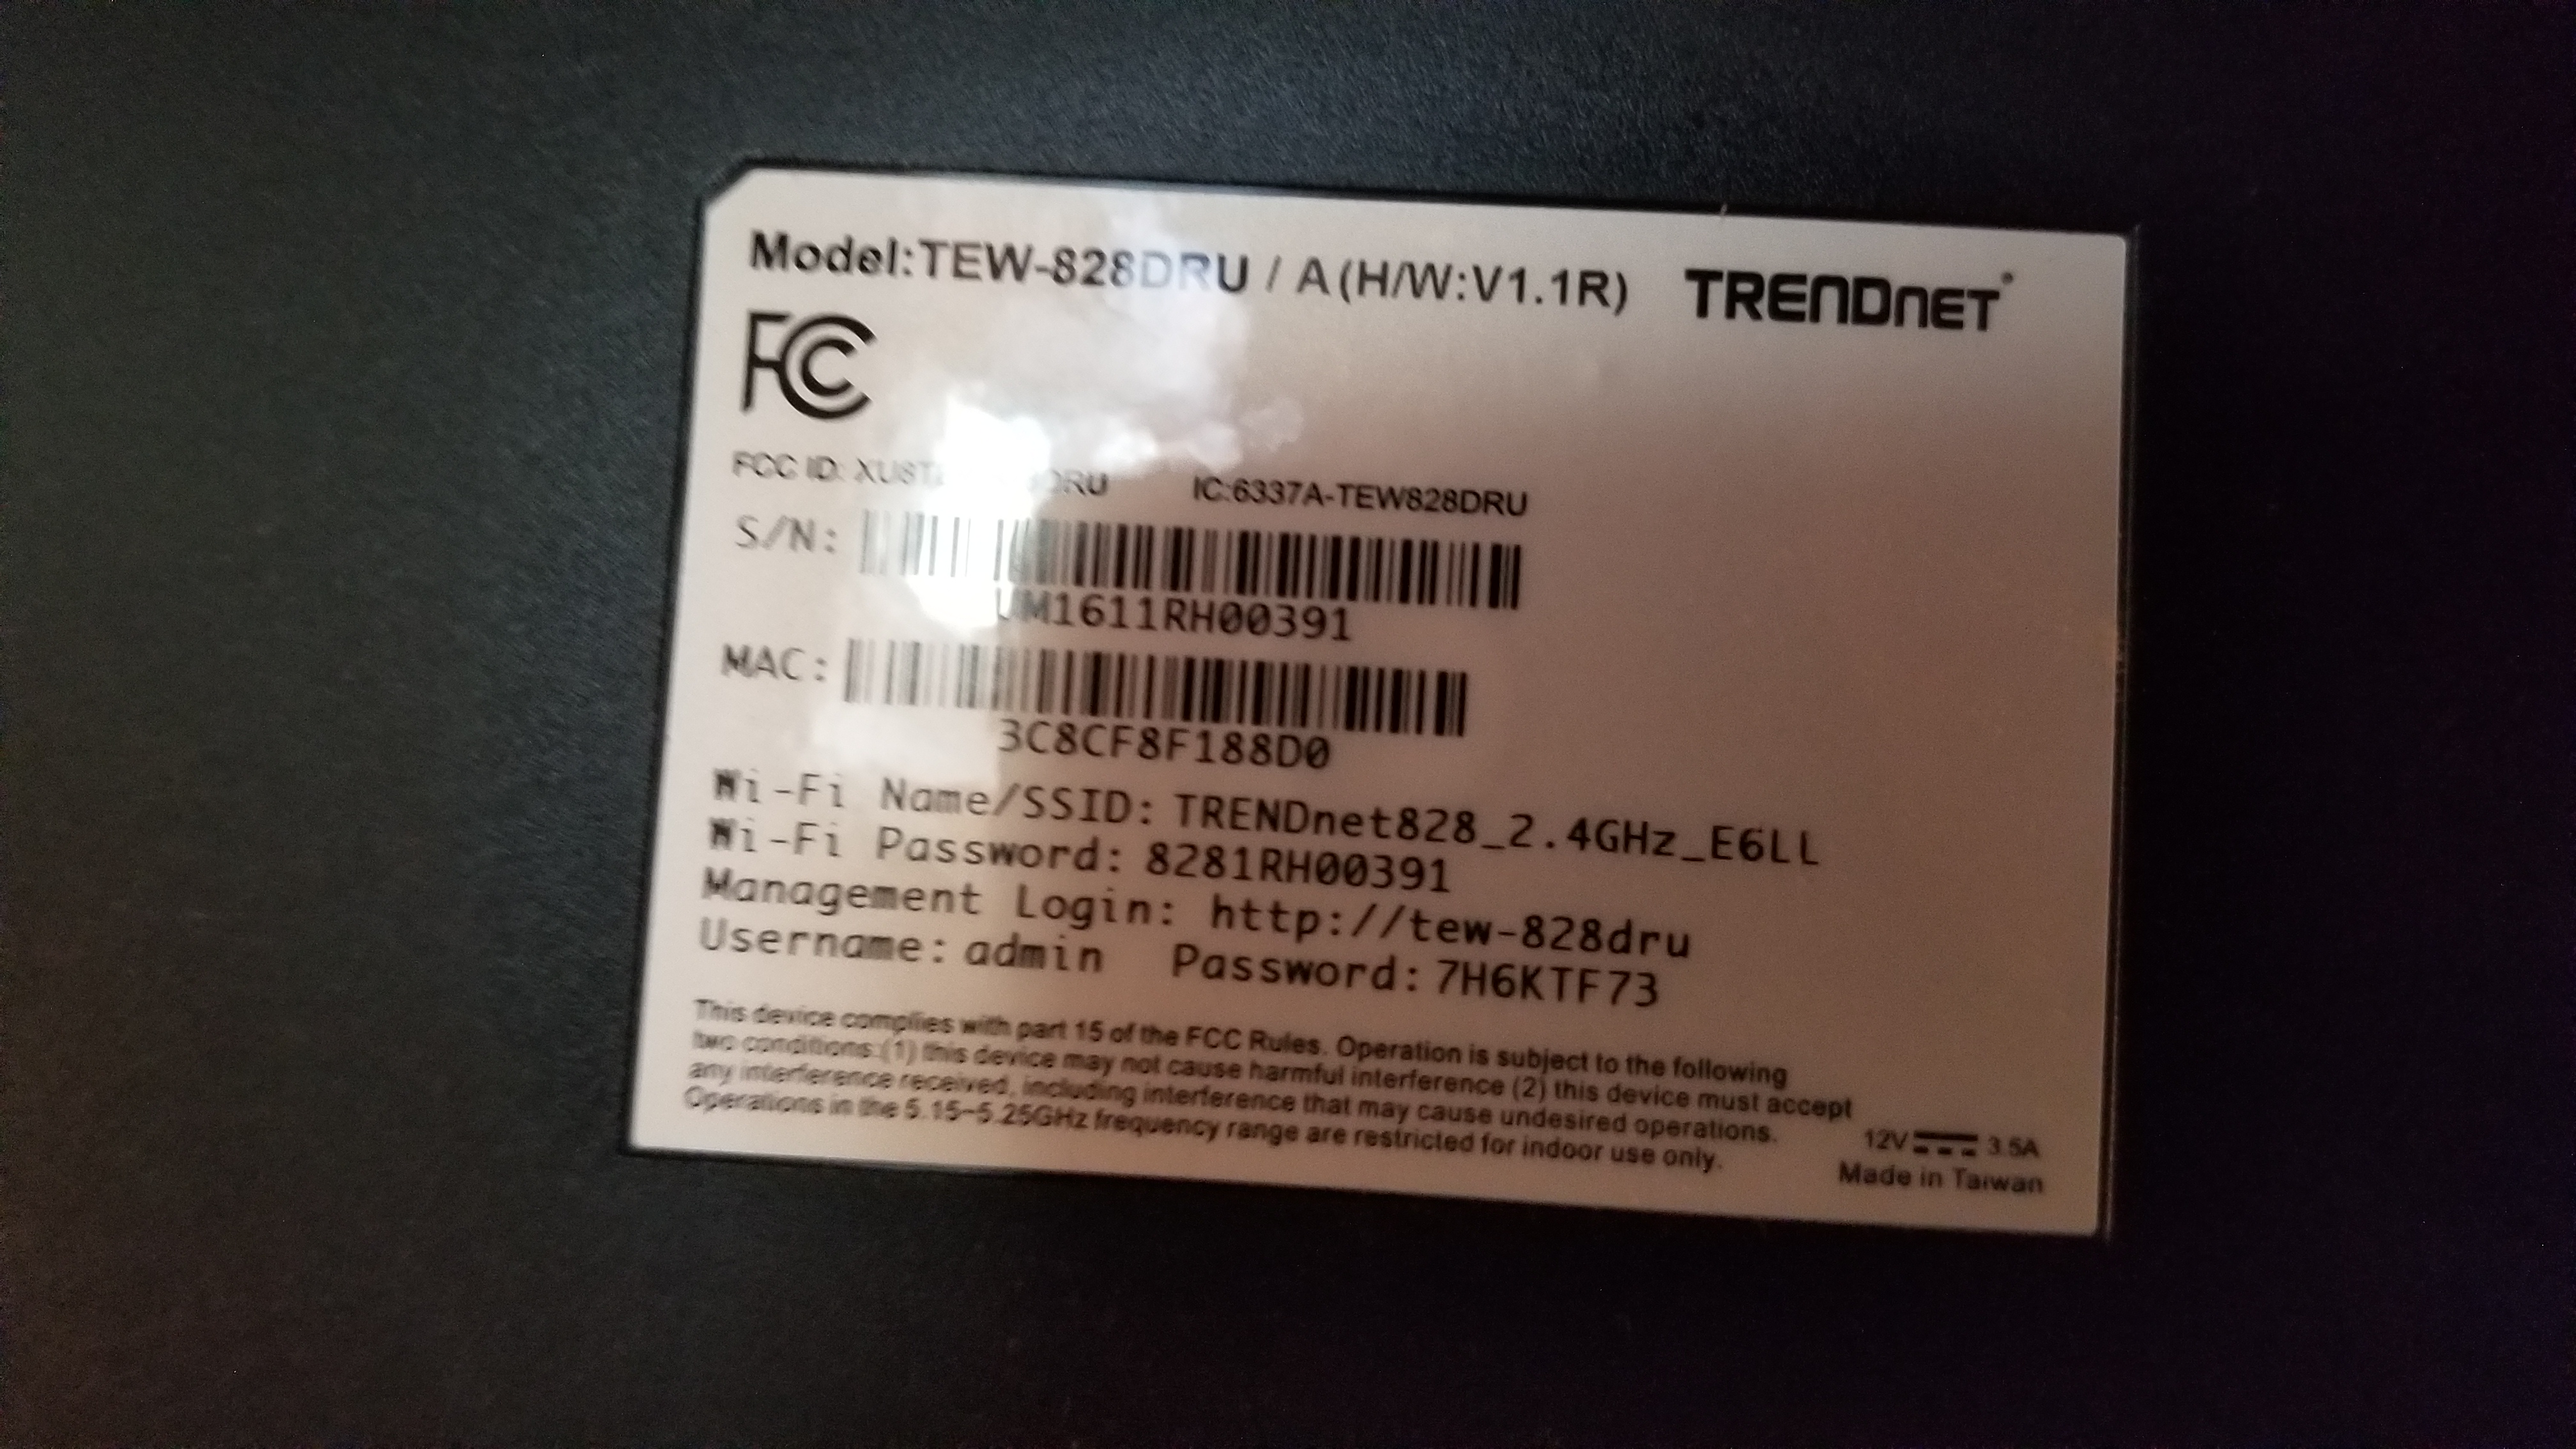 Model:TEW-828DRU / A(H/W:V1.1R) TRENDnet
FC
FCC ID: IC:6337A-TEW828DRU
S/N:
VM1611RH00391
MAC:
3C8CF8F188D0
Wi-Fi Name/SSID: TRENDnet828_2.4GHz_E6LL
Wi-Fi Password: 8281RH00391
Management Login: http://tew-828dru
Username: admin Password: 7H6KTF73
This device complies with part 15 of the FCC Rules. Operation is subject to the following
two conditions:(1) this device may not cause harmful interference (2) this device must accept
any interference received, including interference that may cause undesired operations.
Operations in the 5.15~5.25GHz frequency range are restricted for indoor use only.
12V 3.5A
Made in Taiwan